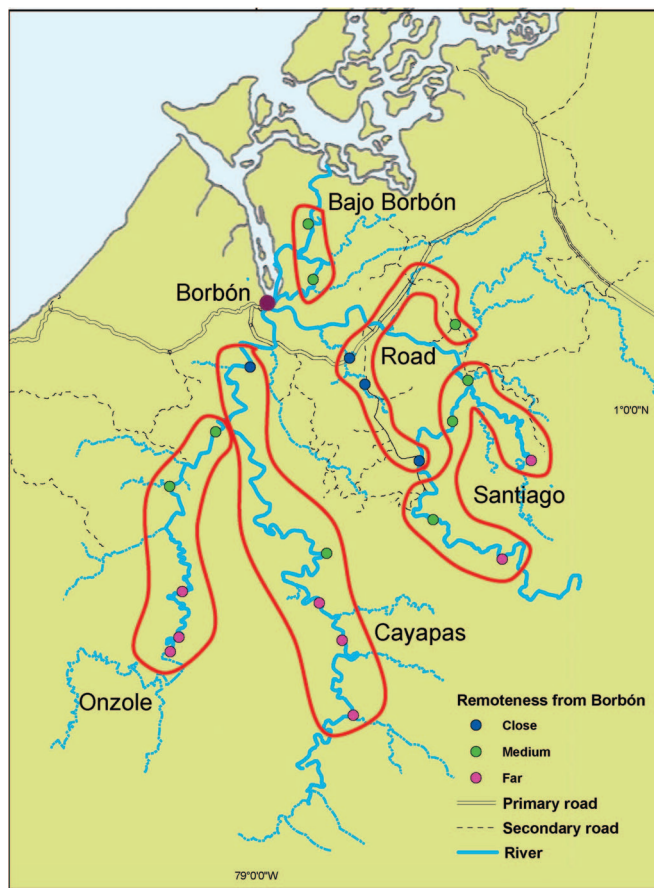 Bajo Borbón
Borbón
Road
1°0'0"N
Santiago
Cayapas
Onzole
Remoteness from Borbón
Close
Medium
Far
Primary road
Secondary road
River
79°0'0"W